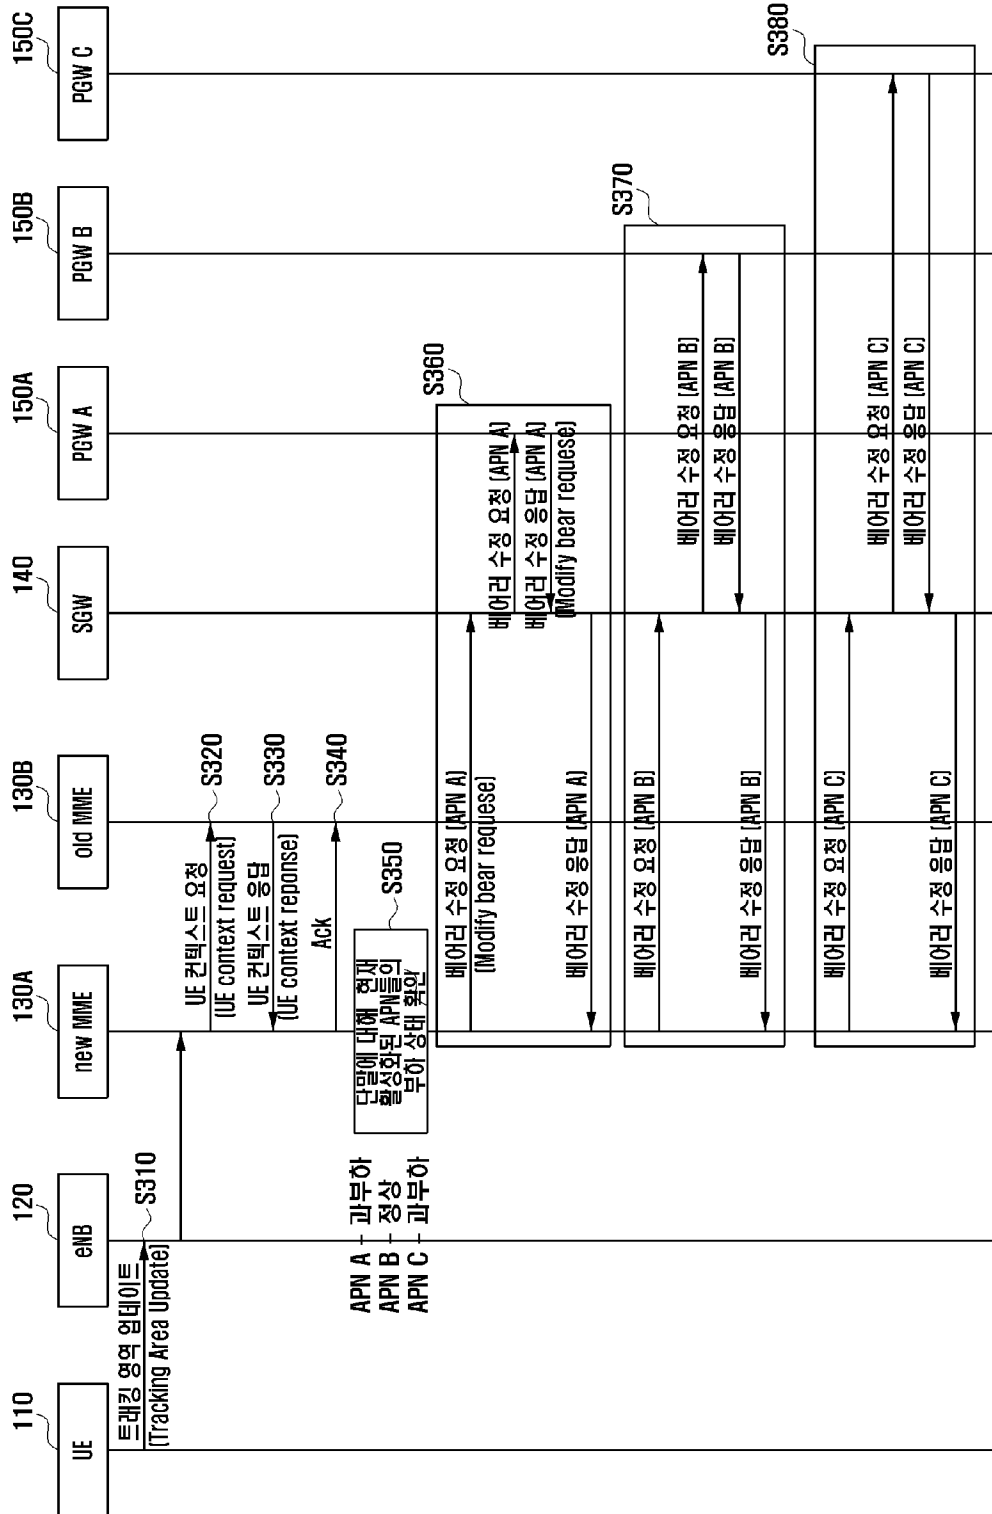 110
120
130A
130B
140
150A
150B
150C
UE
eNB
new MME
old MME
SGW
PGW A
PGW B
PGW C
트래킹 영역 업데이트
(Tracking Area Update)
S310
UE 컨텍스트 요청
(UE context request)
S320
UE 컨텍스트 응답
(UE context reponse)
S330
Ack
S340
단말에 대해 현재
활성화된 APN들의
부하 상태 확인
S350
APN A - 과부하
APN B - 정상
APN C - 과부하
S360
베어러 수정 요청 (APN A)
(Modify bear requese)
베어러 수정 요청 (APN A)
베어러 수정 응답 (APN A)
(Modify bear requese)
베어러 수정 응답 (APN A)
S370
베어러 수정 요청 (APN B)
베어러 수정 요청 (APN B)
베어러 수정 응답 (APN B)
베어러 수정 응답 (APN B)
S380
베어러 수정 요청 (APN C)
베어러 수정 요청 (APN C)
베어러 수정 응답 (APN C)
베어러 수정 응답 (APN C)